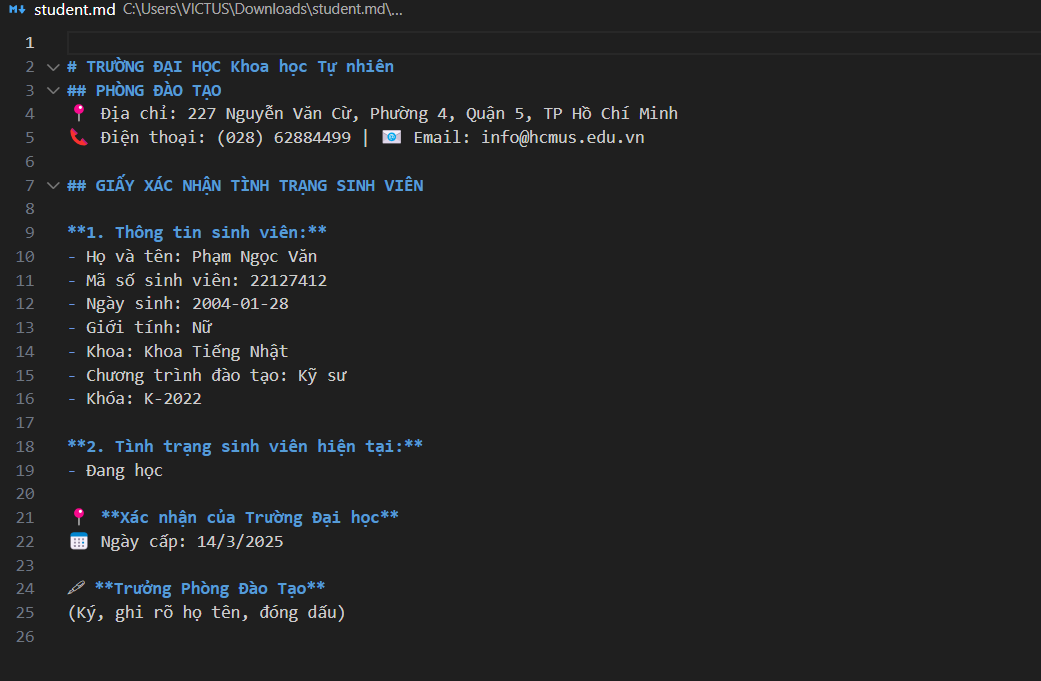 student.md C:\Users\VICTUS\Downloads\student.md\...
1
2 # TRƯỜNG ĐẠI HỌC Khoa học Tự nhiên
3 ## PHÒNG ĐÀO TẠO
4 📍 Địa chỉ: 227 Nguyễn Văn Cừ, Phường 4, Quận 5, TP Hồ Chí Minh
5 📞 Điện thoại: (028) 62884499 | 📧 Email: info@hcmus.edu.vn
6
7 ## GIẤY XÁC NHẬN TÌNH TRẠNG SINH VIÊN
8
9 **1. Thông tin sinh viên:**
10 - Họ và tên: Phạm Ngọc Văn
11 - Mã số sinh viên: 22127412
12 - Ngày sinh: 2004-01-28
13 - Giới tính: Nữ
14 - Khoa: Khoa Tiếng Nhật
15 - Chương trình đào tạo: Kỹ sư
16 - Khóa: K-2022
17
18 **2. Tình trạng sinh viên hiện tại:**
19 - Đang học
20
21 📍 **Xác nhận của Trường Đại học**
22 📅 Ngày cấp: 14/3/2025
23
24 🖋 **Trưởng Phòng Đào Tạo**
25 (Ký, ghi rõ họ tên, đóng dấu)
26